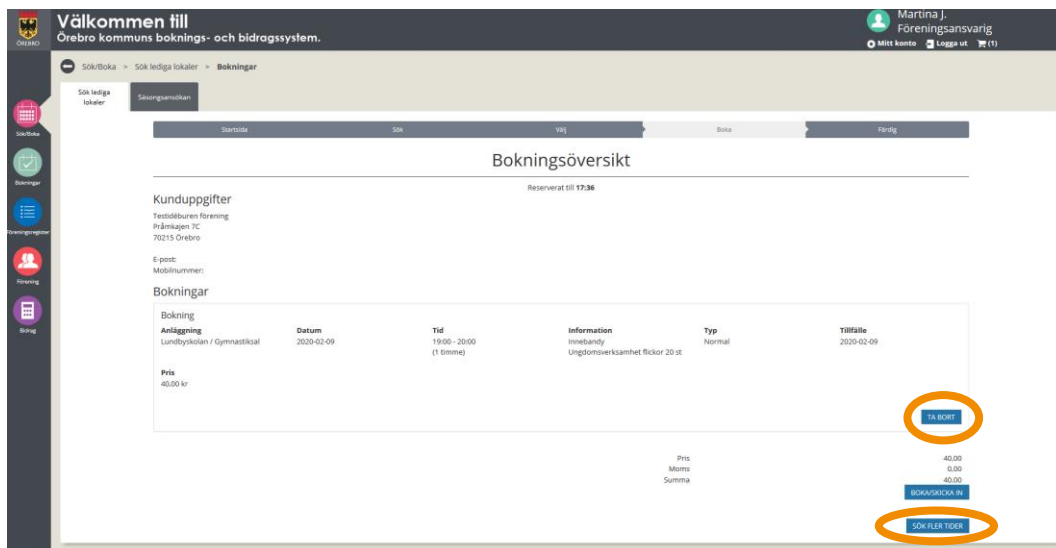 Välkommen till
Örebro kommuns boknings- och bidragssystem.
ÖREBRO
Martina J.
Föreningsansvarig
Mitt konto Logga ut (1)
Sök/Boka > Sök lediga lokaler > Bokningar
Sök lediga
lokaler
Säsongsansökan
Sök/Boka
Bokningar
Föreningsregister
Förening
Bidrag
Startsida Sök Välj Boka Färdig
Bokningsöversikt
Reserverat till 17:36
Kunduppgifter
Testidéburen förening
Pråmkajen 7C
70215 Örebro
E-post:
Mobilnummer:
Bokningar
Bokning
Anläggning Datum Tid Information Typ Tillfälle
Lundbyskolan / Gymnastiksal 2020-02-09 19:00 - 20:00 Innebandy Normal 2020-02-09
(1 timme) Ungdomsverksamhet flickor 20 st
Pris
40,00 kr
TA BORT
Pris 40,00
Moms 0,00
Summa 40,00
BOKA/SKICKA IN
SÖK FLER TIDER